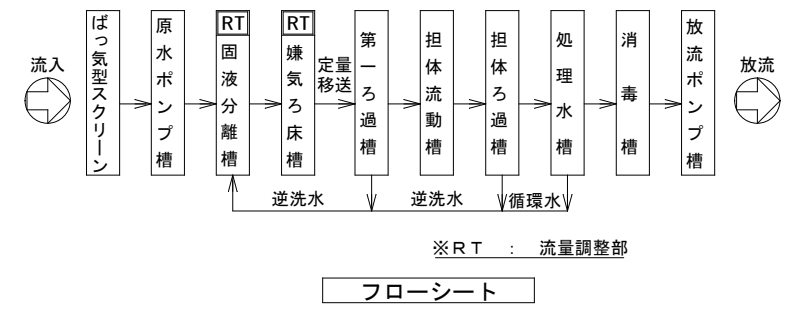 流入
ばっ気型スクリーン
原水ポンプ槽
RT
固液分離槽
RT
嫌気ろ床槽
定量
移送
第一ろ過槽
担体流動槽
担体ろ過槽
処理水槽
消毒槽
放流ポンプ槽
放流
逆洗水
逆洗水
循環水
※RT : 流量調整部
フローシート